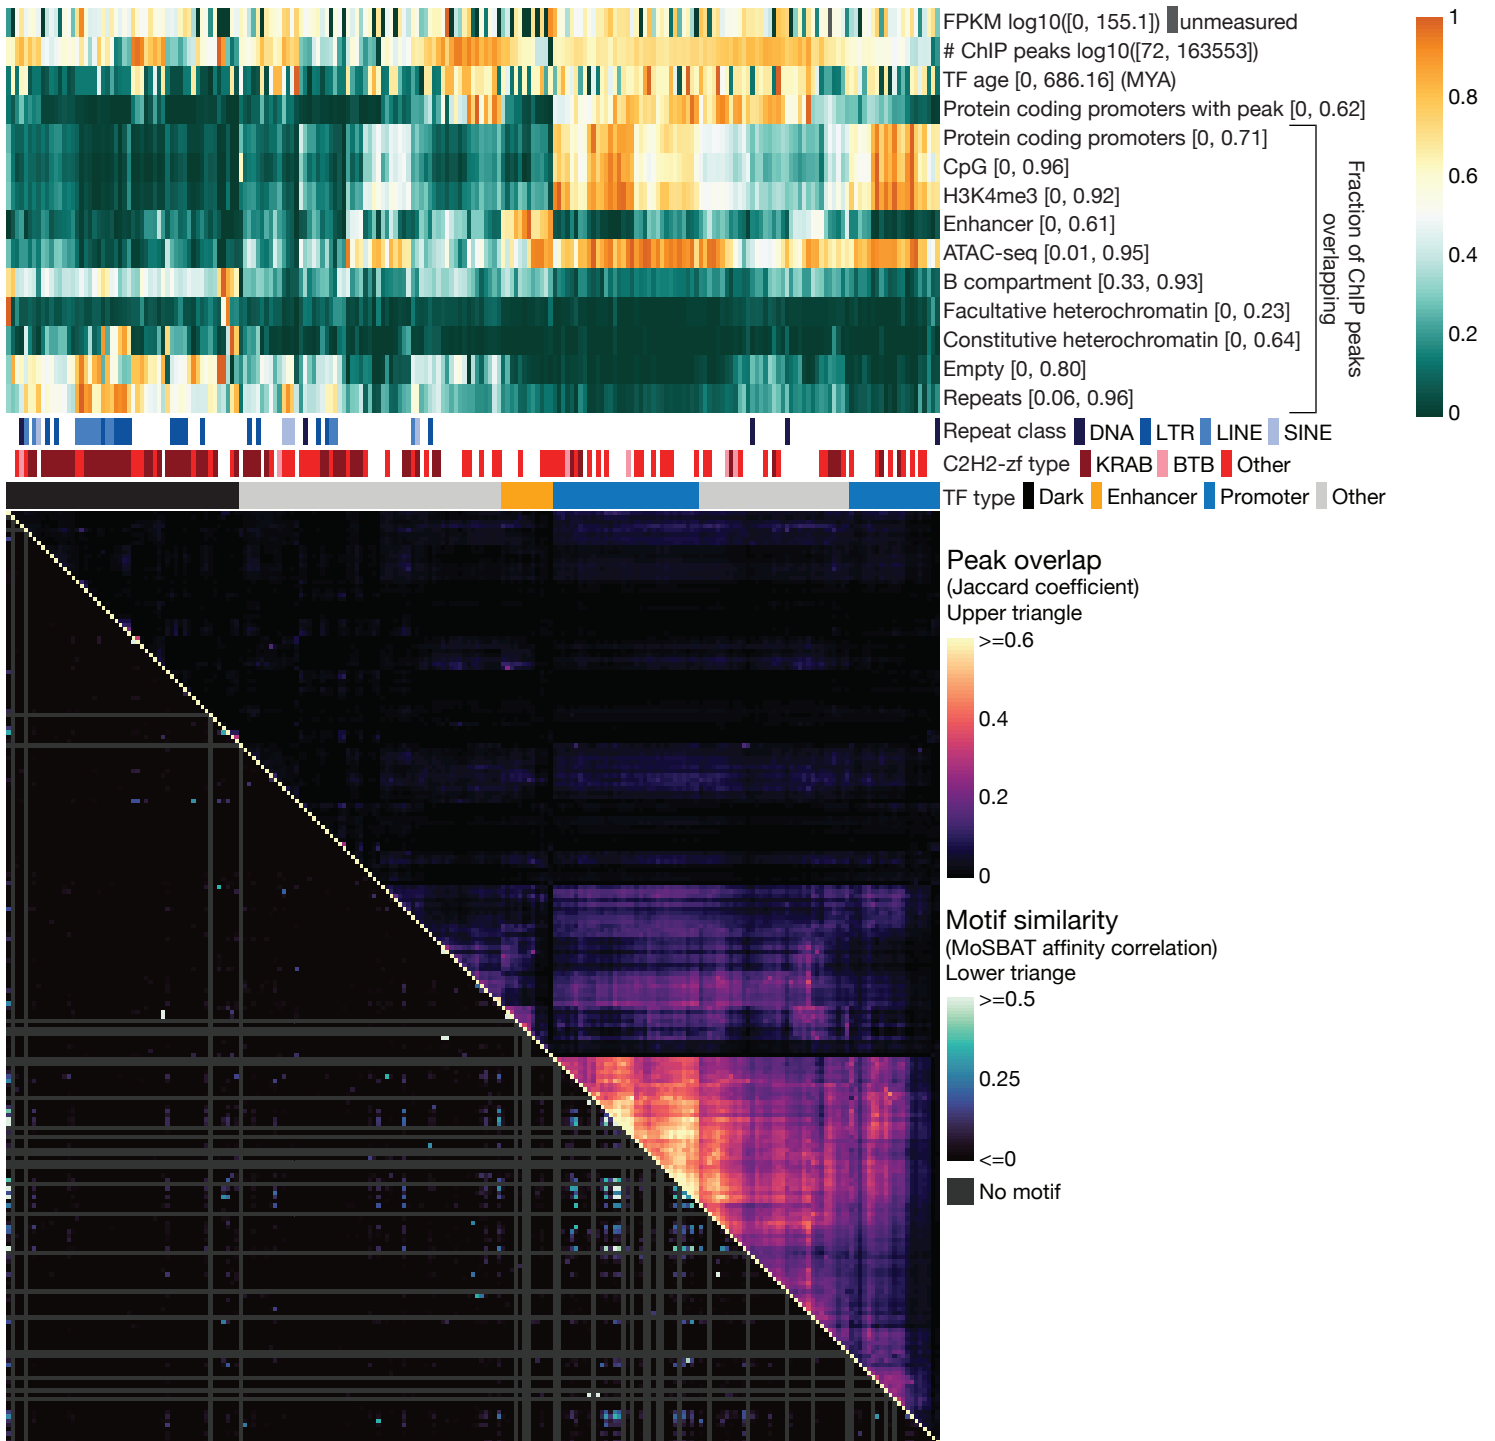 FPKM log10([0, 155.1]) unmeasured
# ChIP peaks log10([72, 163553])
TF age [0, 686.16] (MYA)
Protein coding promoters with peak [0, 0.62]
Protein coding promoters [0, 0.71]
CpG [0, 0.96]
H3K4me3 [0, 0.92]
Enhancer [0, 0.61]
ATAC-seq [0.01, 0.95]
B compartment [0.33, 0.93]
Facultative heterochromatin [0, 0.23]
Constitutive heterochromatin [0, 0.64]
Empty [0, 0.80]
Repeats [0.06, 0.96]
Fraction of ChIP peaks
overlapping
1
0.8
0.6
0.4
0.2
0
Repeat class DNA LTR LINE SINE
C2H2-zf type KRAB BTB Other
TF type Dark Enhancer Promoter Other
Peak overlap
(Jaccard coefficient)
Upper triangle
>=0.6
0.4
0.2
0
Motif similarity
(MoSBAT affinity correlation)
Lower triange
>=0.5
0.25
<=0
No motif